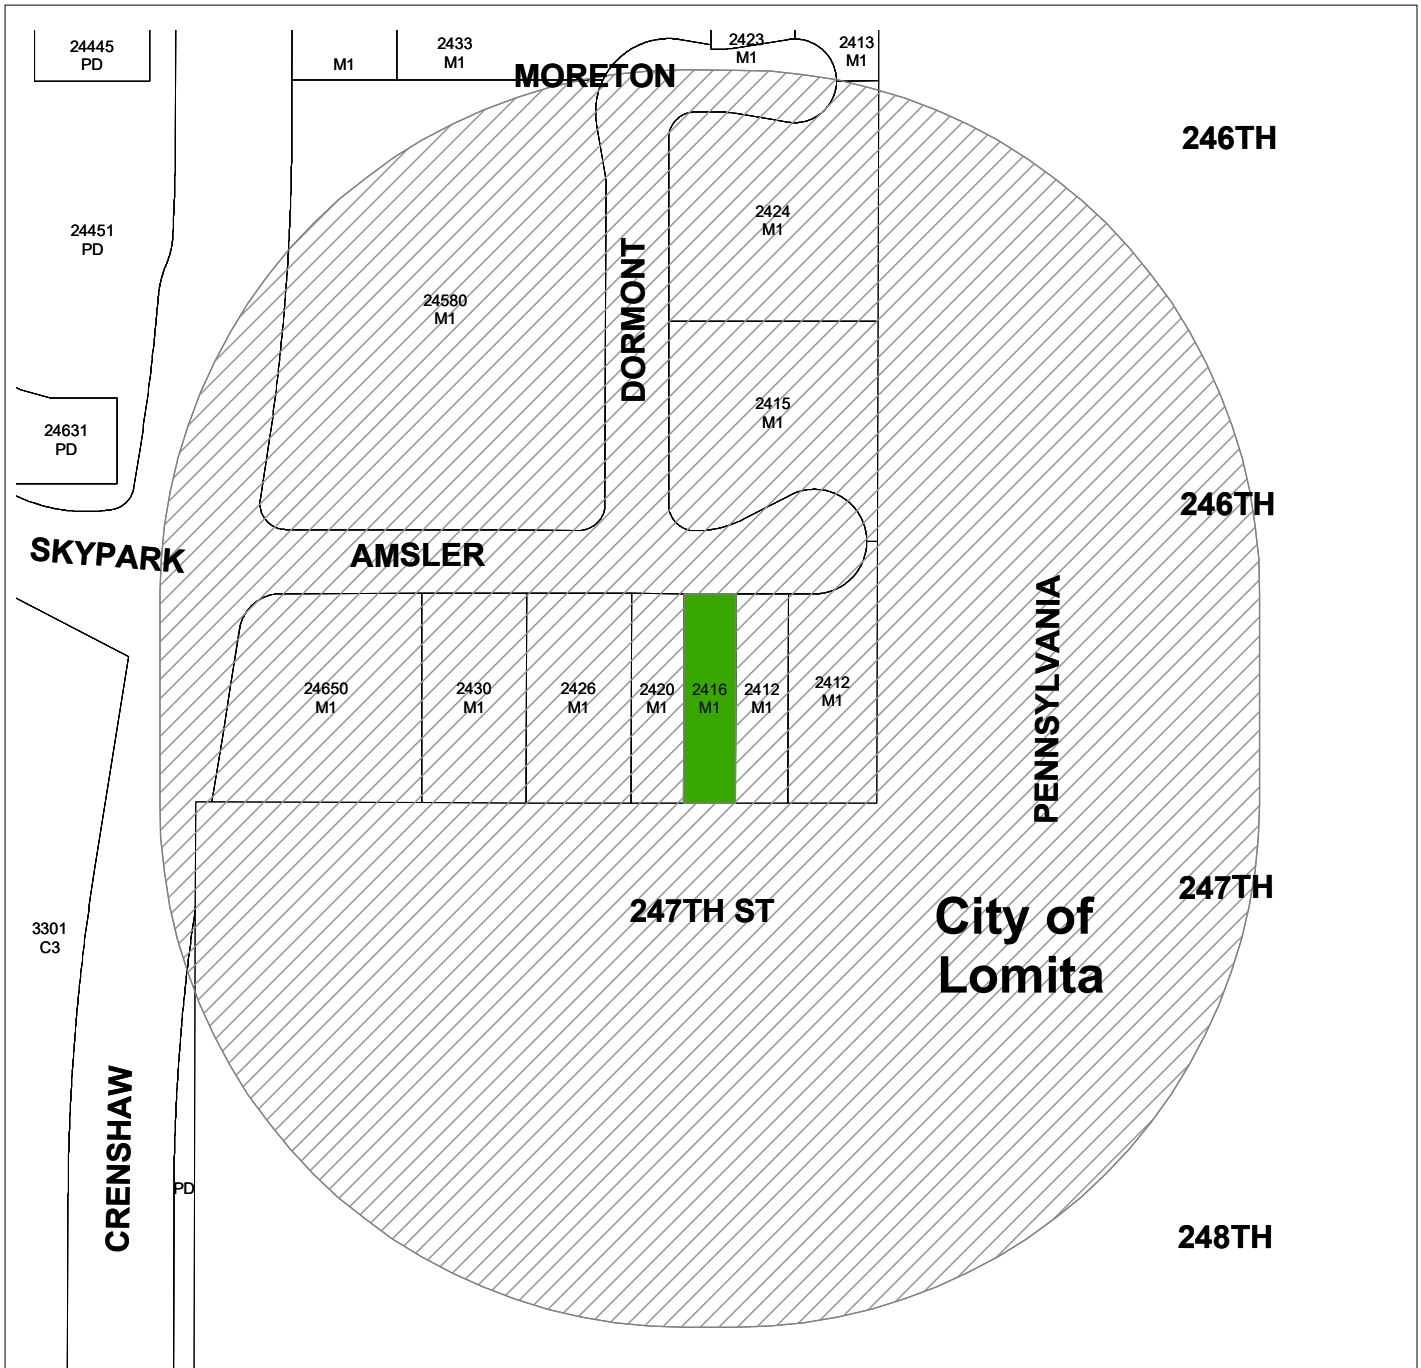 24445
PD
M1
2433
M1
2423
M1
2413
M1
MORETON
246TH
24451
PD
2424
M1
24580
M1
DORMONT
2415
M1
24631
PD
246TH
SKYPARK
AMSLER
PENNSYLVANIA
24650
M1
2430
M1
2426
M1
2420
M1
2416
M1
2412
M1
2412
M1
247TH
247TH ST
City of
Lomita
3301
C3
CRENSHAW
PD
248TH